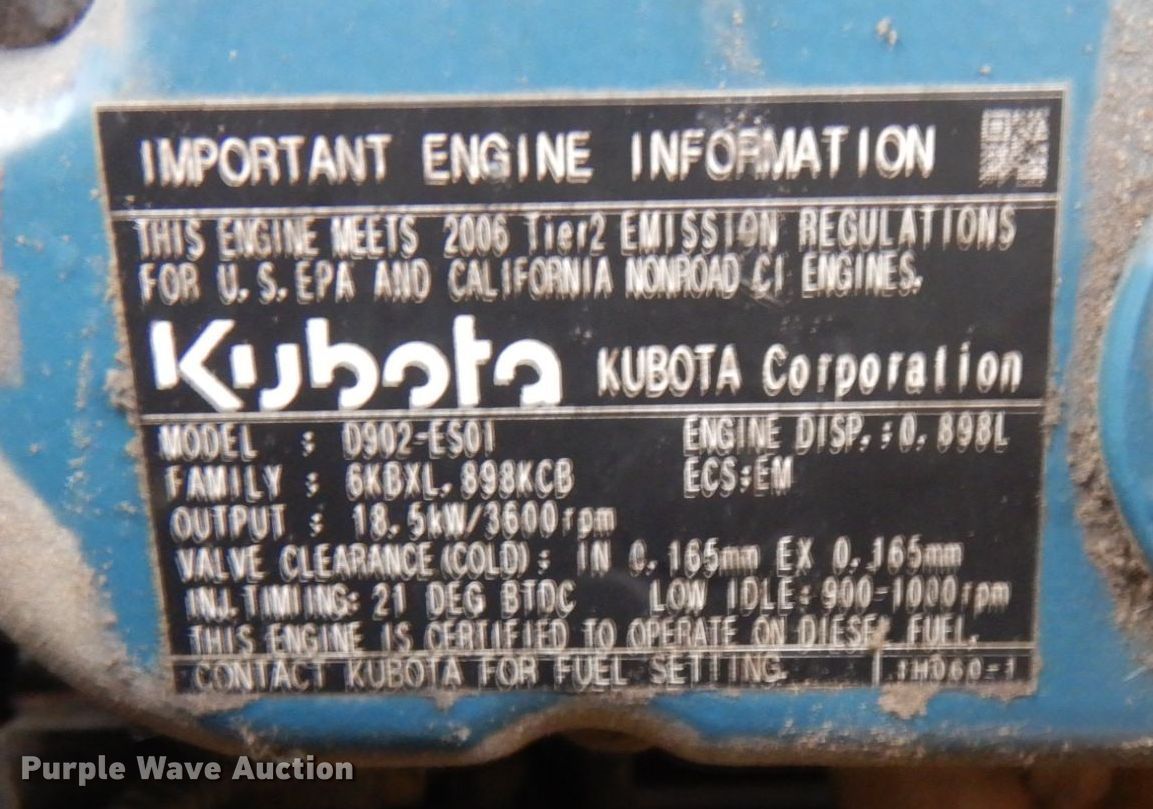 IMPORTANT ENGINE INFORMATION
THIS ENGINE MEETS 2006 Tier2 EMISSION REGULATIONS
FOR U.S.EPA AND CALIFORNIA NONROAD CI ENGINES.
Kubota KUBOTA Corporation
MODEL : D902-ES01 ENGINE DISP.:0.898L
FAMILY : 6KBXL.898KCB ECS:EM
OUTPUT : 18.5kW/3600rpm
VALVE CLEARANCE(COLD): IN 0.165mm EX 0.165mm
INJ.TIMIING: 21 DEG BTDC LOW IDLE:900-1000rpm
THIS ENGINE IS CERTIFIED TO OPERATE ON DIESEL FUEL.
CONTACT KUBOTA FOR FUEL SETTING. 1H060-1
Purple Wave Auction